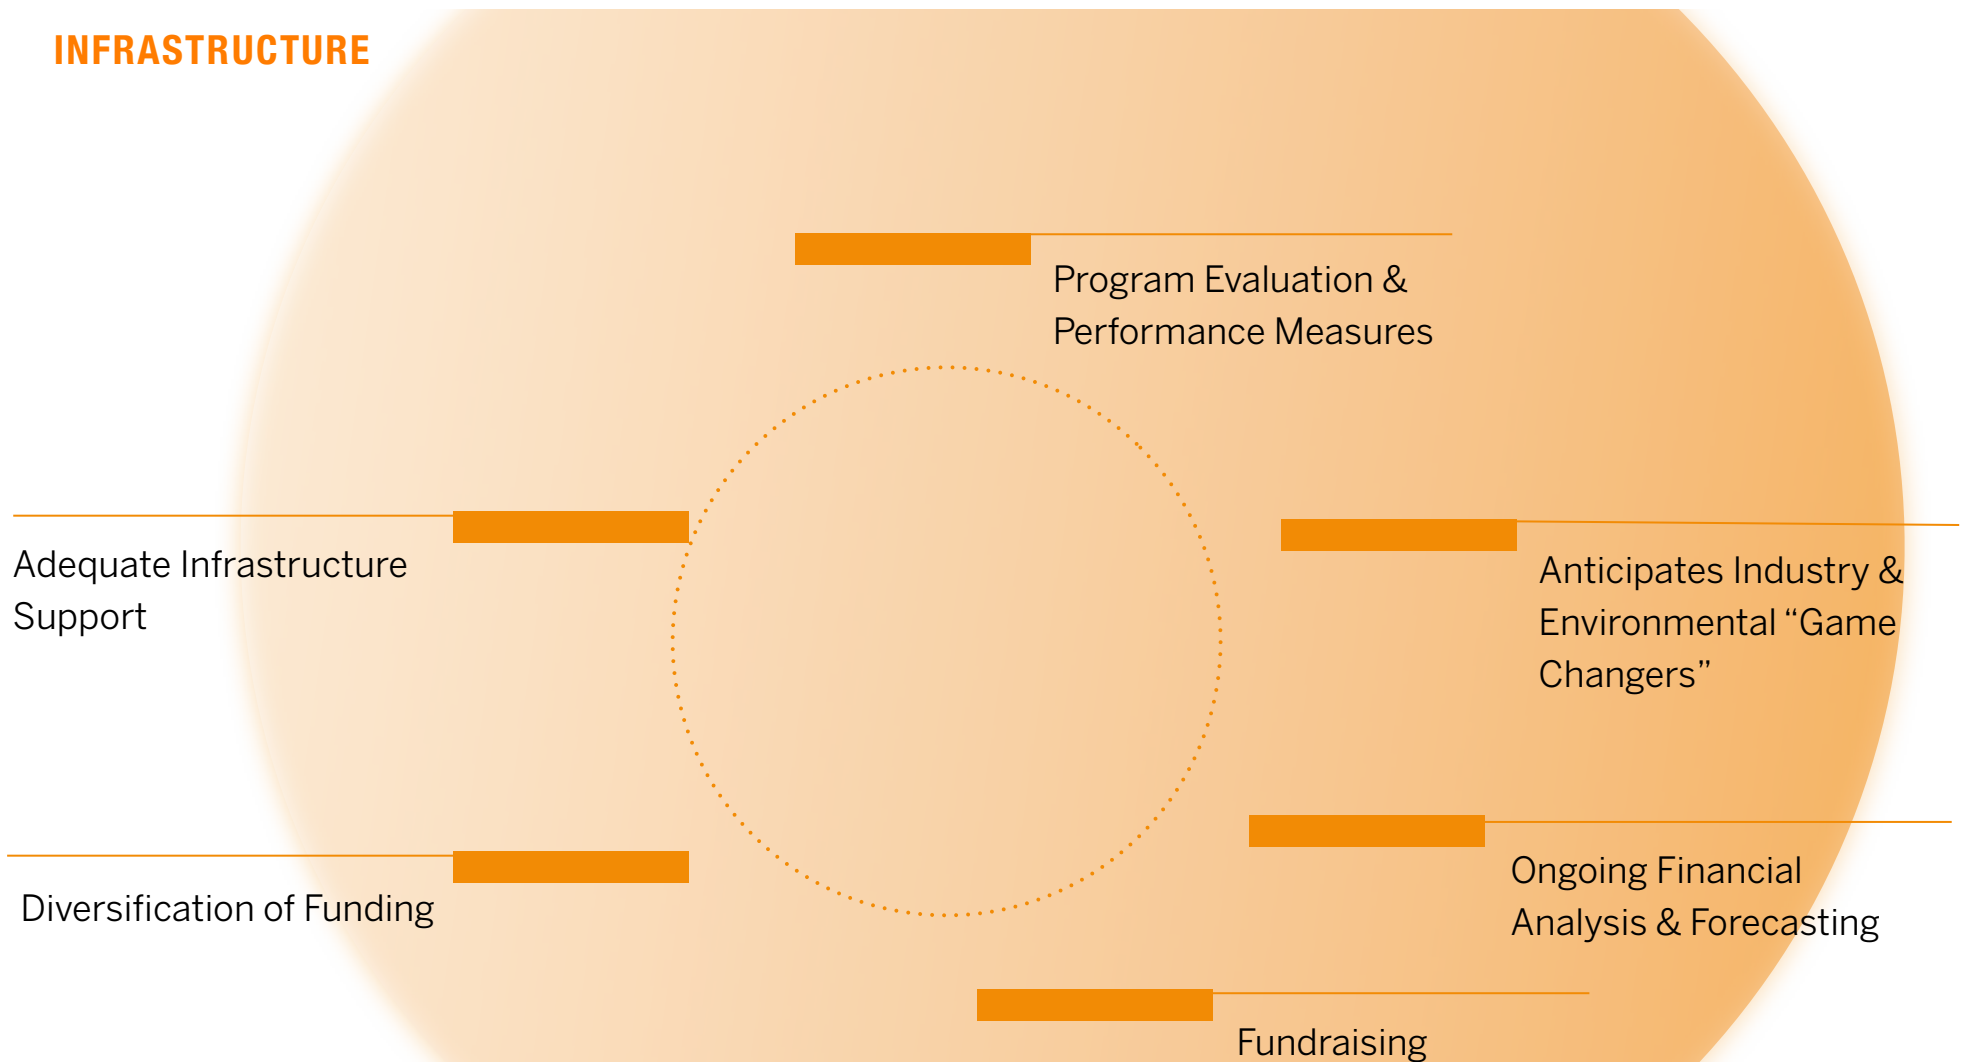 INFRASTRUCTURE
Program Evaluation &
Performance Measures
Adequate Infrastructure
Support
Anticipates Industry &
Environmental “Game
Changers”
Diversification of Funding
Ongoing Financial
Analysis & Forecasting
Fundraising